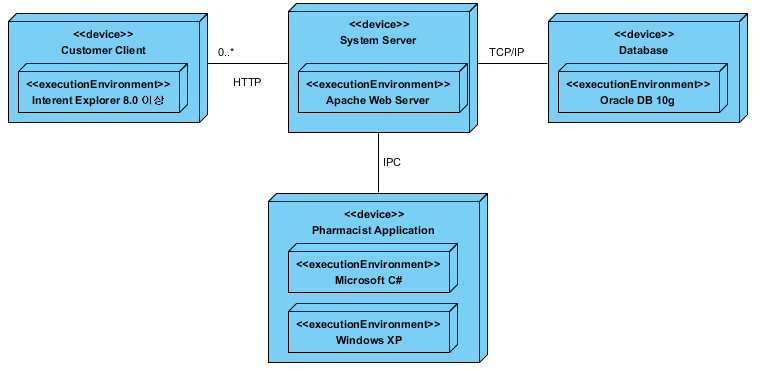 <<device>>
Customer Client
<<executionEnvironment>>
Interent Explorer 8.0 이상
0..*
HTTP
<<device>>
System Server
<<executionEnvironment>>
Apache Web Server
TCP/IP
<<device>>
Database
<<executionEnvironment>>
Oracle DB 10g
IPC
<<device>>
Pharmacist Application
<<executionEnvironment>>
Microsoft C#
<<executionEnvironment>>
Windows XP